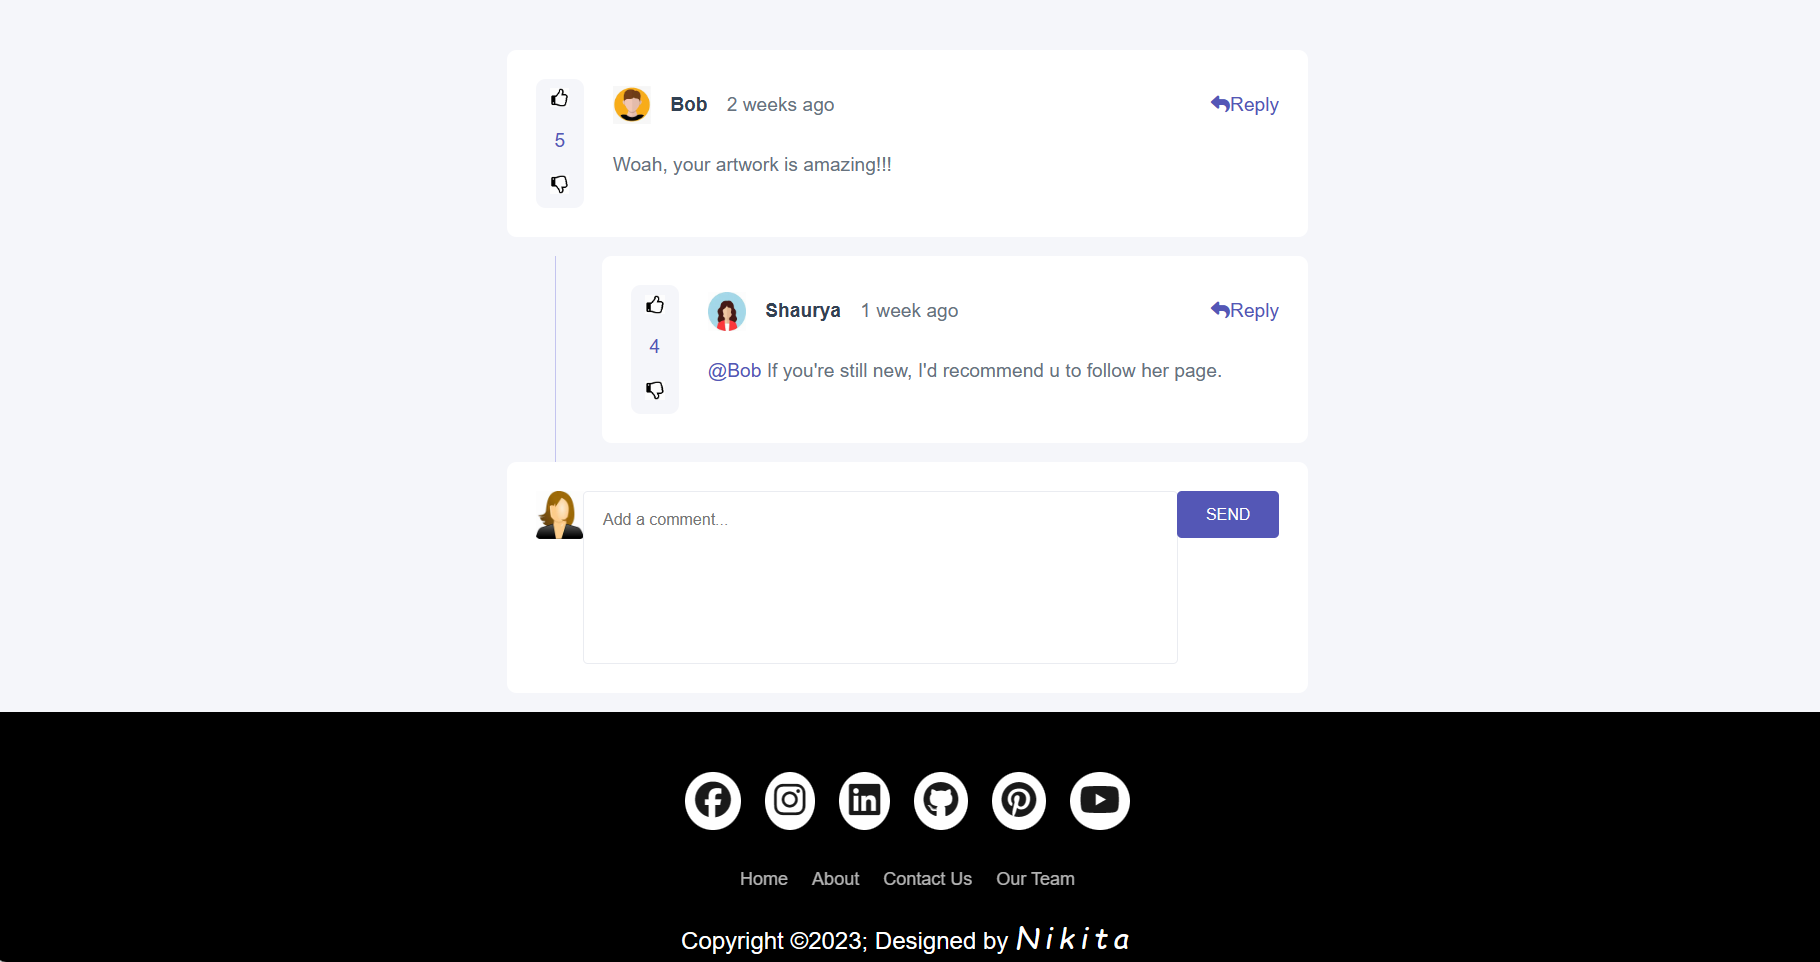 Bob 2 weeks ago Reply
5
Woah, your artwork is amazing!!!
Shaurya 1 week ago Reply
4
@Bob If you're still new, I'd recommend u to follow her page.
Add a comment...
SEND
Home About Contact Us Our Team
Copyright ©2023; Designed by Nikita